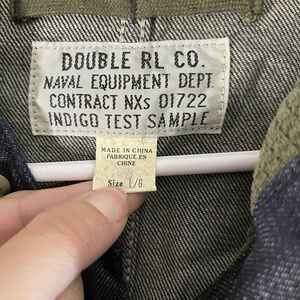 DOUBLE RL CO.
NAVAL EQUIPMENT DEPT.
CONTRACT NXs 01722
INDIGO TEST SAMPLE
MADE IN CHINA
FABRIQUÉ EN
CHINE
Size L/G